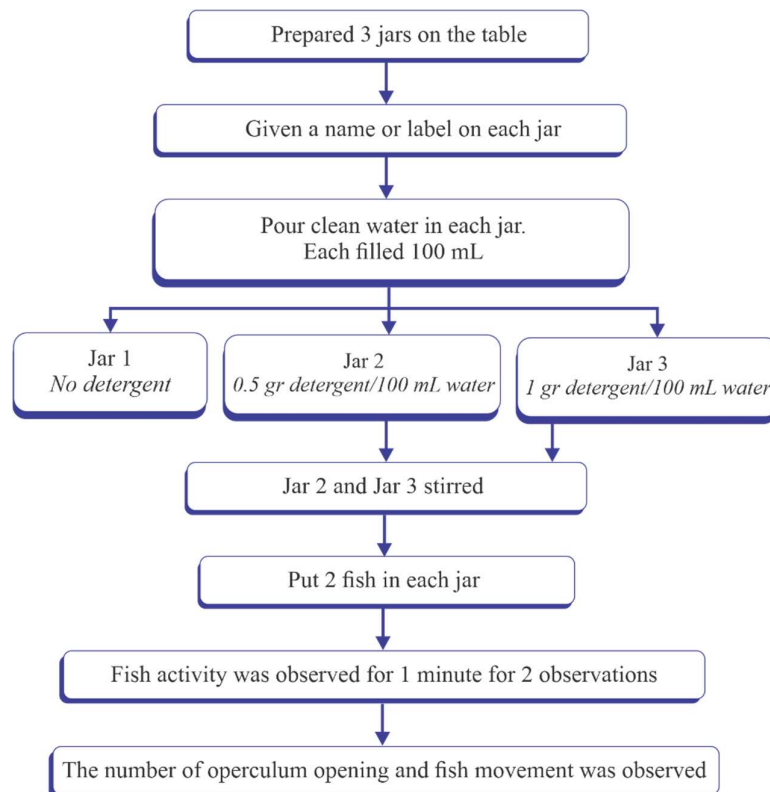 Prepared 3 jars on the table
Given a name or label on each jar
Pour clean water in each jar.
Each filled 100 mL
Jar 1
No detergent
Jar 2
0.5 gr detergent/100 mL water
Jar 3
1 gr detergent/100 mL water
Jar 2 and Jar 3 stirred
Put 2 fish in each jar
Fish activity was observed for 1 minute for 2 observations
The number of operculum opening and fish movement was observed